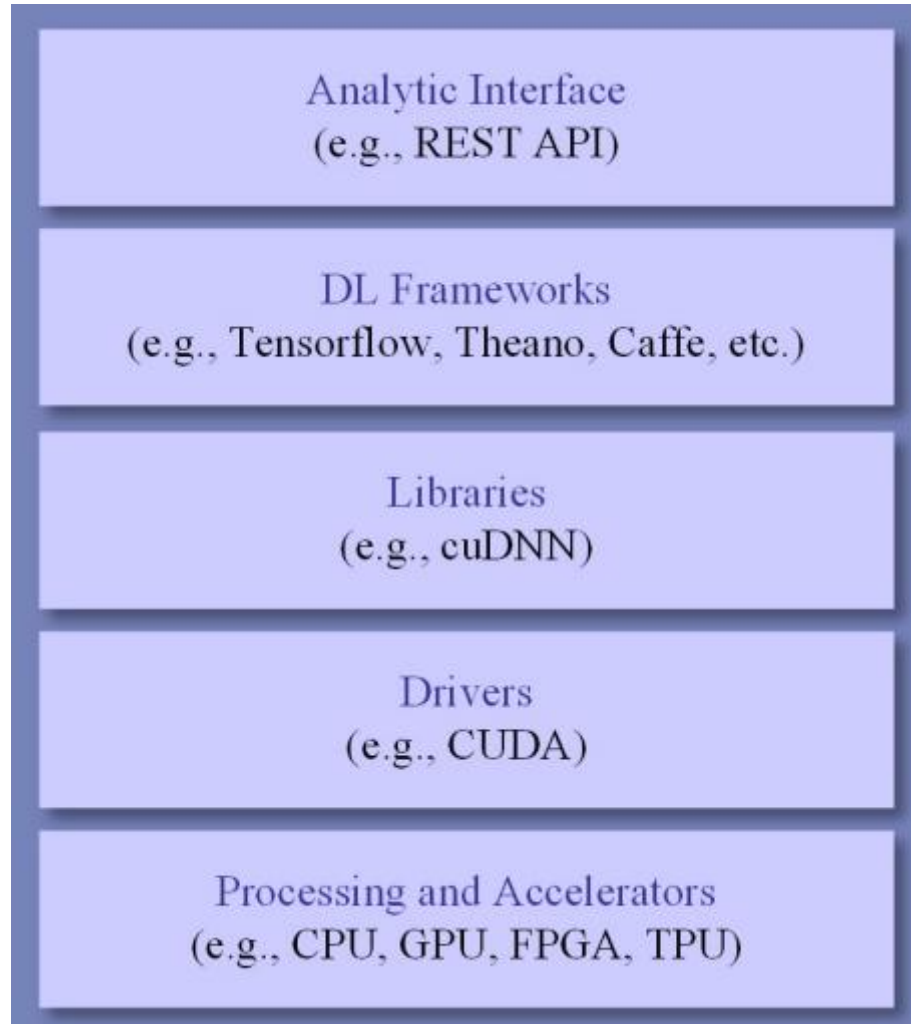 Analytic Interface
(e.g., REST API)
DL Frameworks
(e.g., Tensorflow, Theano, Caffe, etc.)
Libraries
(e.g., cuDNN)
Drivers
(e.g., CUDA)
Processing and Accelerators
(e.g., CPU, GPU, FPGA, TPU)